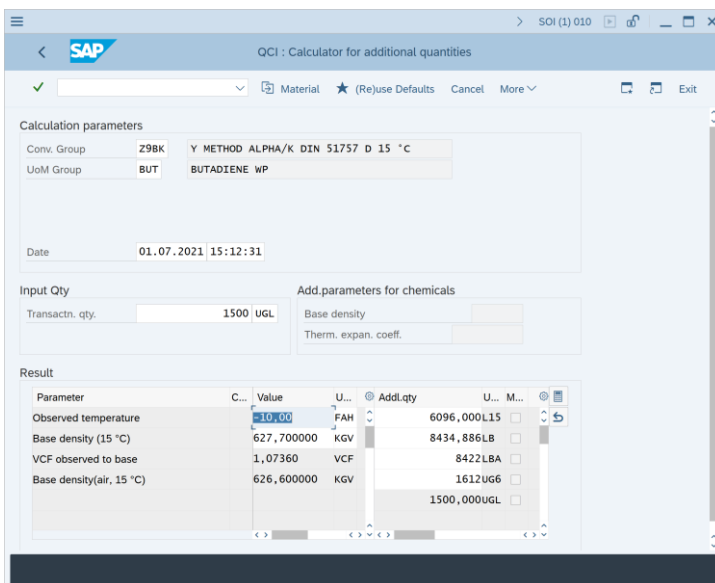 SOI (1) 010
SAP
QCI : Calculator for additional quantities
Material (Re)use Defaults Cancel More Exit
Calculation parameters
Conv. Group Z9BK Y METHOD ALPHA/K DIN 51757 D 15 °C
UoM Group BUT BUTADIENE WP
Date 01.07.2021 15:12:31
Input Qty Add.parameters for chemicals
Transactn. qty. 1500 UGL Base density
Therm. expan. coeff.
Result
Parameter C... Value U... Addl.qty U... M...
Observed temperature -10,00 FAH 6096,000 L15
Base density (15 °C) 627,700000 KGV 8434,886 LB
VCF observed to base 1,07360 VCF 8422 LBA
Base density(air, 15 °C) 626,600000 KGV 1612 UG6
1500,000 UGL